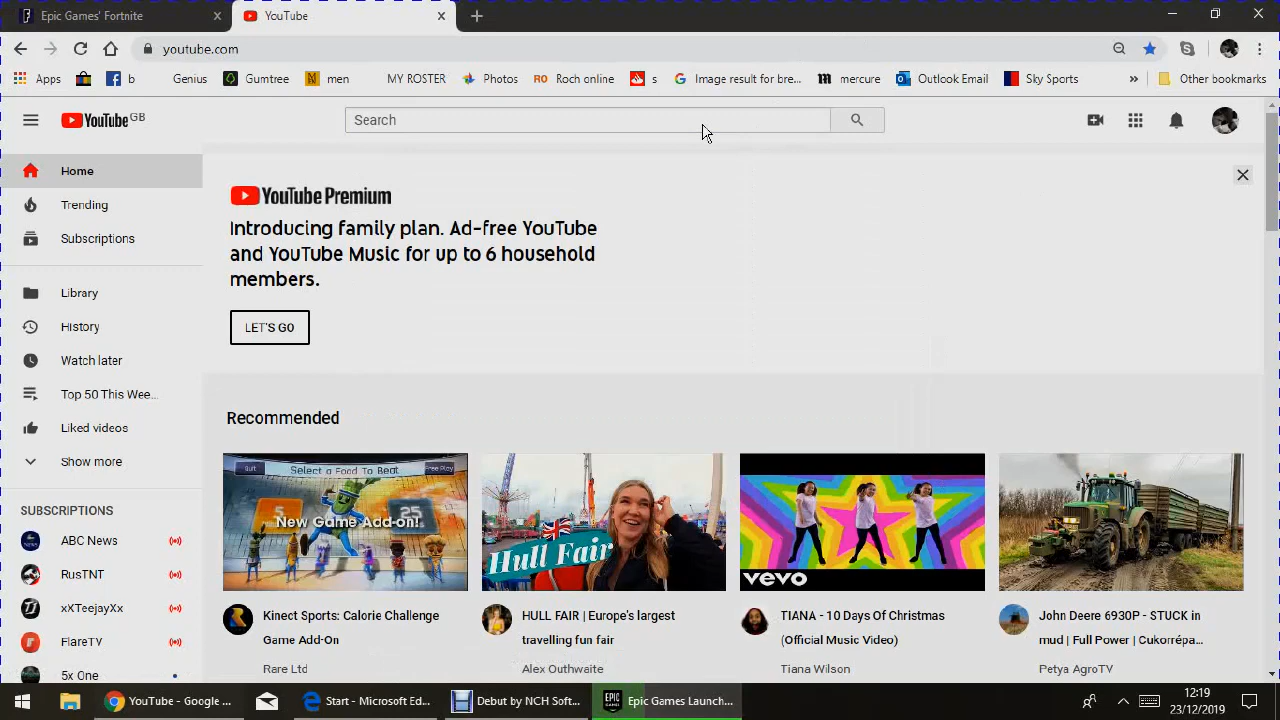 Epic Games' Fortnite
YouTube
youtube.com
Apps
b
Genius
Gumtree
men
MY ROSTER
Photos
RO Roch online
s
Image result for bre...
mercure
Outlook Email
Sky Sports
»
Other bookmarks
YouTube GB
Search
Home
Trending
Subscriptions
Library
History
Watch later
Top 50 This Wee...
Liked videos
Show more
SUBSCRIPTIONS
ABC News
RusTNT
xxTeejayXx
FlareTV
5x One
YouTube Premium
Introducing family plan. Ad-free YouTube
and YouTube Music for up to 6 household
members.
LET'S GO
Recommended
Quit
Select a Food To Beat
Free Play
5
25
New Game Add-on!
Kinect Sports: Calorie Challenge
Game Add-On
Rare Ltd
Hull Fair
HULL FAIR | Europe's largest
travelling fun fair
Alex Outhwaite
vevo
TIANA - 10 Days Of Christmas
(Official Music Video)
Tiana Wilson
John Deere 6930P - STUCK in
mud | Full Power | Cukorrépa...
Petya AgroTV
YouTube - Google ...
Start - Microsoft Ed...
Debut by NCH Soft...
Epic Games Launch...
12:19
23/12/2019